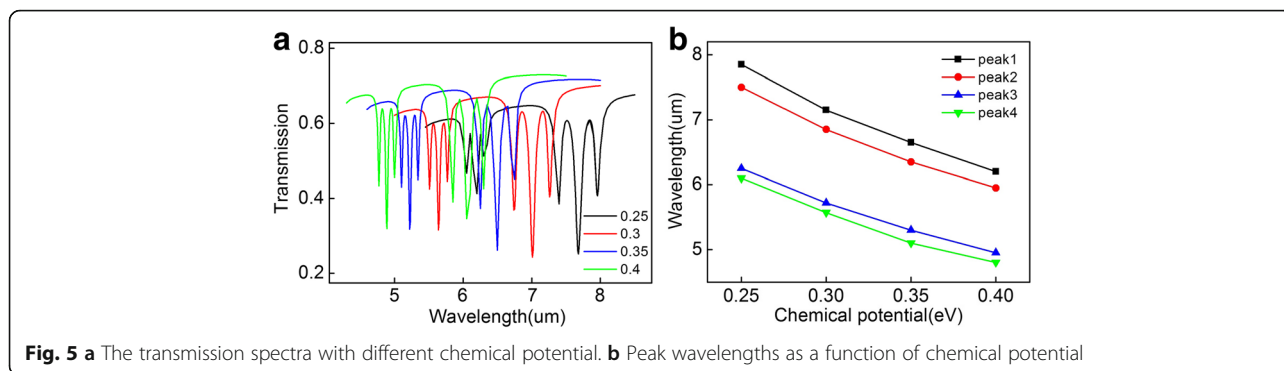 a
0.8
0.6
0.4
0.2
Transmission
5 6 7 8
Wavelength(um)
0.25
0.3
0.35
0.4
b
8
7
6
5
Wavelength(um)
0.25 0.30 0.35 0.40
Chemical potential(eV)
peak1
peak2
peak3
peak4
Fig. 5 a The transmission spectra with different chemical potential. b Peak wavelengths as a function of chemical potential